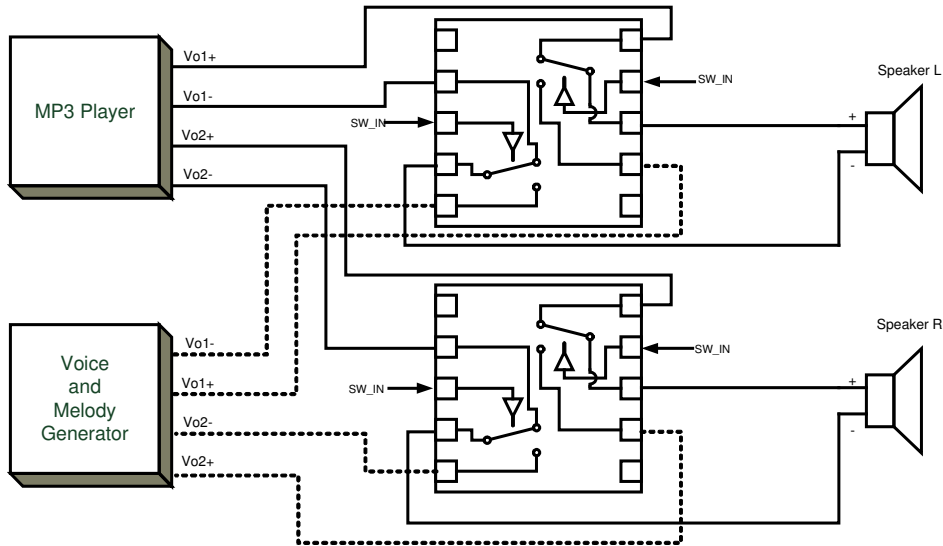 MP3 Player
Vo1+
Vo1-
Vo2+
Vo2-
SW_IN
SW_IN
Speaker L
+
-
Voice
and
Melody
Generator
Vo1-
Vo1+
Vo2-
Vo2+
SW_IN
SW_IN
Speaker R
+
-